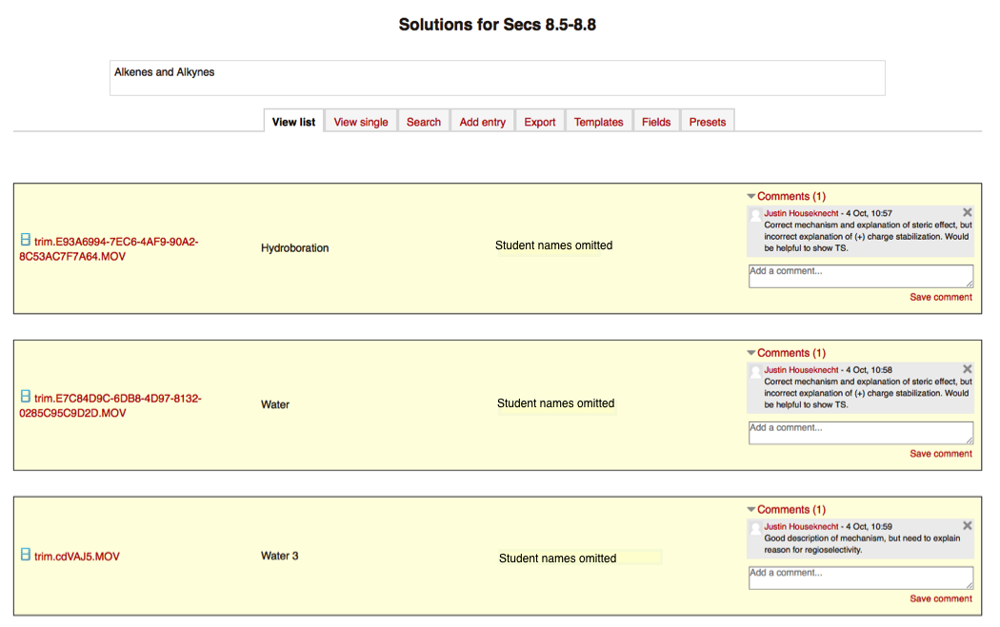 Solutions for Secs 8.5-8.8
Alkenes and Alkynes
View list
View single
Search
Add entry
Export
Templates
Fields
Presets
trim.E93A6994-7EC6-4AF9-90A2-
8C53AC7F7A64.MOV
Hydroboration
Student names omitted
Comments (1)
Justin Houseknecht - 4 Oct, 10:57
Correct mechanism and explanation of steric effect, but
incorrect explanation of (+) charge stabilization. Would
be helpful to show TS.
Add a comment...
Save comment
trim.E7C84D9C-6DB8-4D97-8132-
0285C95C9D2D.MOV
Water
Student names omitted
Comments (1)
Justin Houseknecht - 4 Oct, 10:58
Correct mechanism and explanation of steric effect, but
incorrect explanation of (+) charge stabilization. Would
be helpful to show TS.
Add a comment...
Save comment
trim.cdVAJ5.MOV
Water 3
Student names omitted
Comments (1)
Justin Houseknecht - 4 Oct, 10:59
Good description of mechanism, but need to explain
reason for regioselectivity.
Add a comment...
Save comment